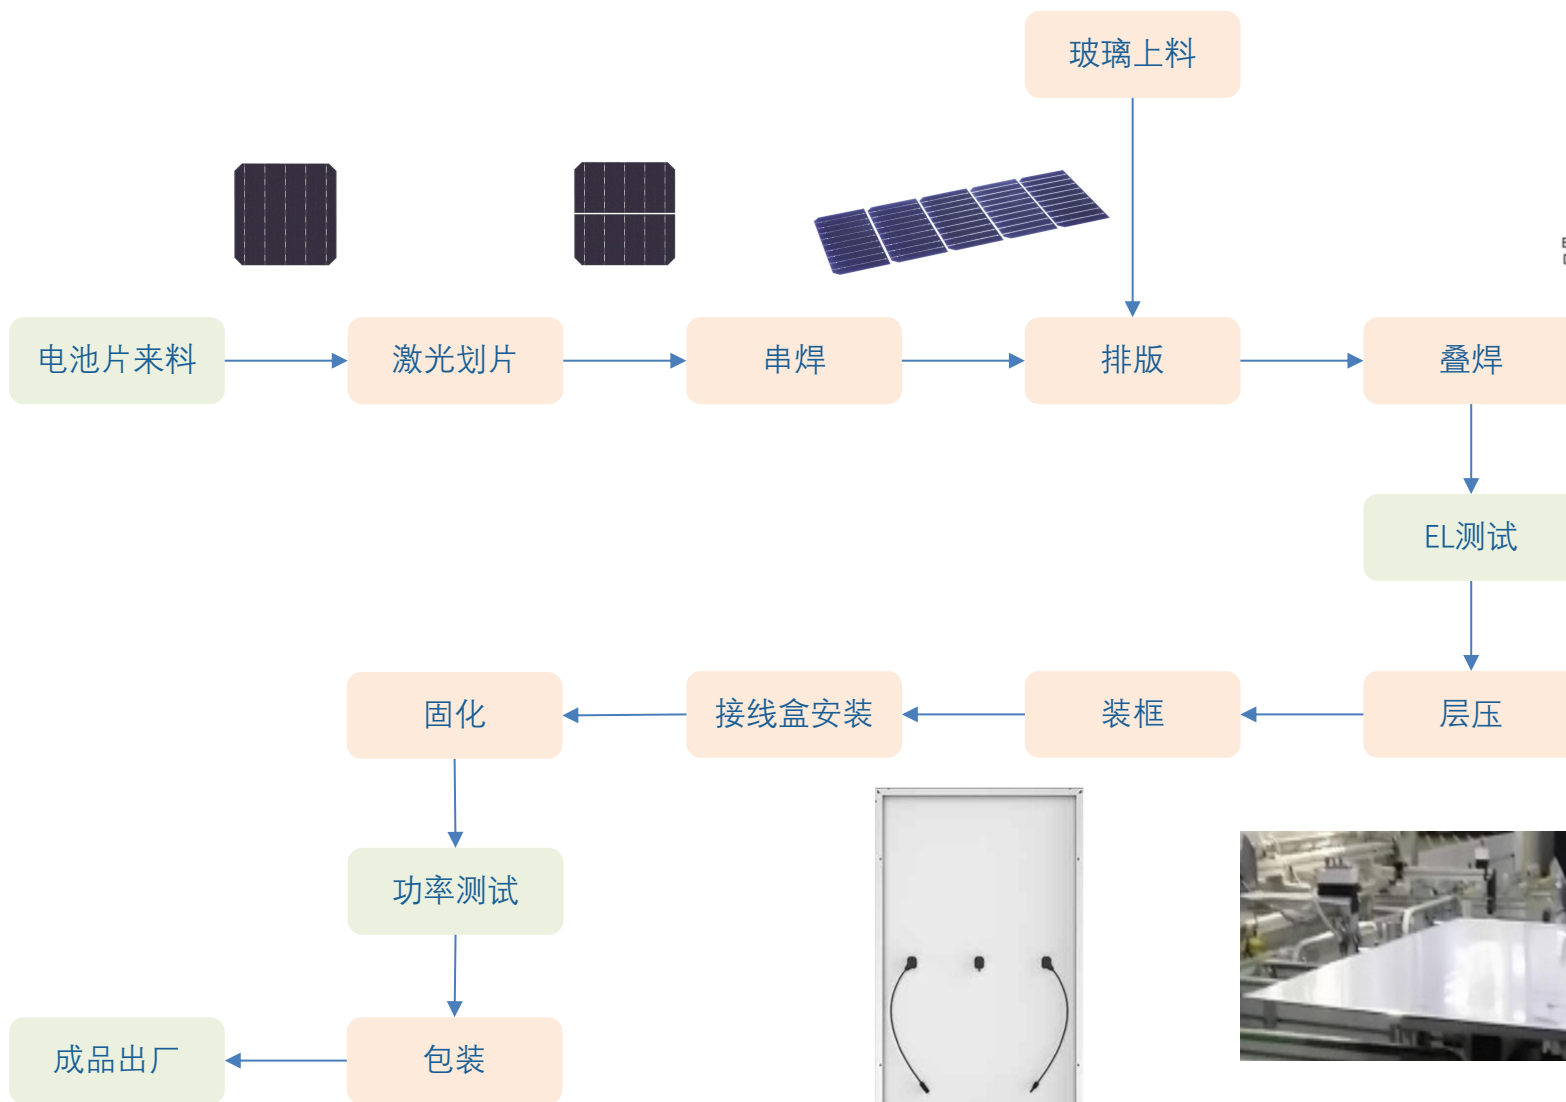 玻璃上料
电池片来料
激光划片
串焊
排版
叠焊
EL测试
固化
接线盒安装
装框
层压
功率测试
成品出厂
包装